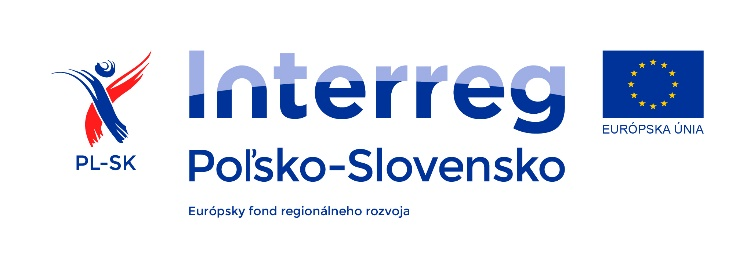 Interreg
EURÓPSKA ÚNIA
PL-SK
Poľsko-Slovensko
Európsky fond regionálneho rozvoja